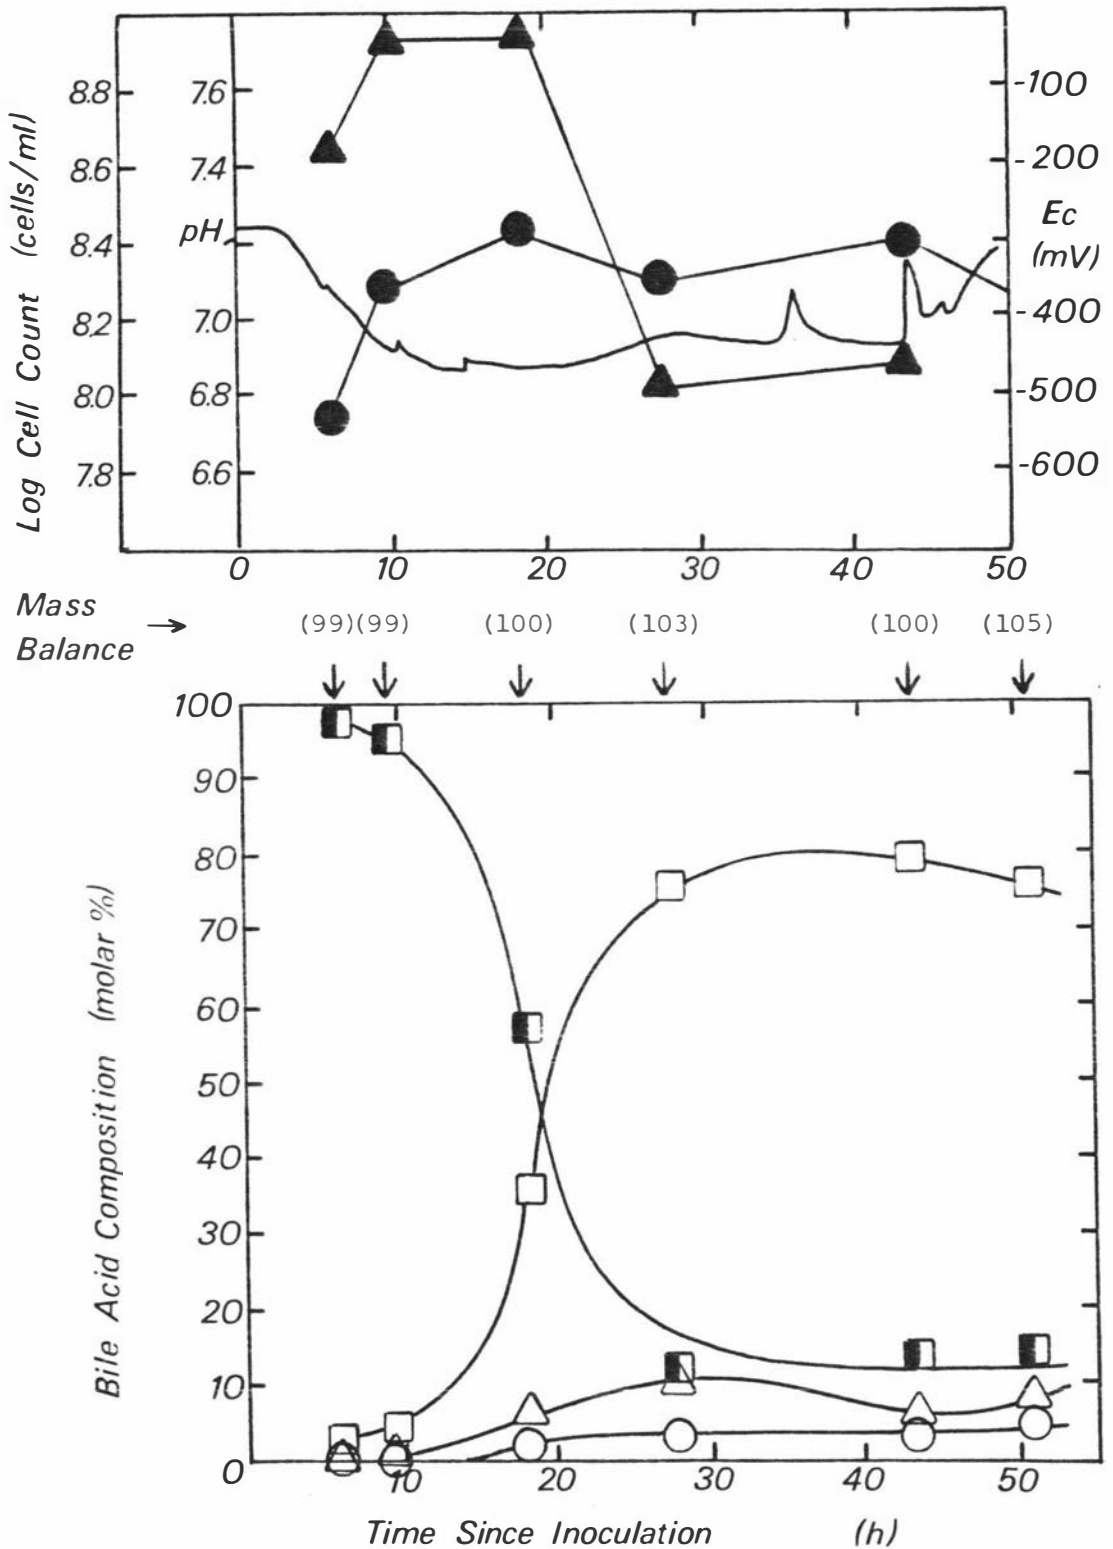 Log Cell Count (cells/ml)
8.8
8.6
8.4
8.2
8.0
7.8
7.6
7.4
pH
7.0
6.8
6.6
-100
-200
Ec
(mV)
-400
-500
-600
0 10 20 30 40 50
Mass
Balance → (99) (99) (100) (103) (100) (105)
Bile Acid Composition (molar %)
100
90
80
70
60
50
40
30
20
10
0
10 20 30 40 50
Time Since Inoculation (h)